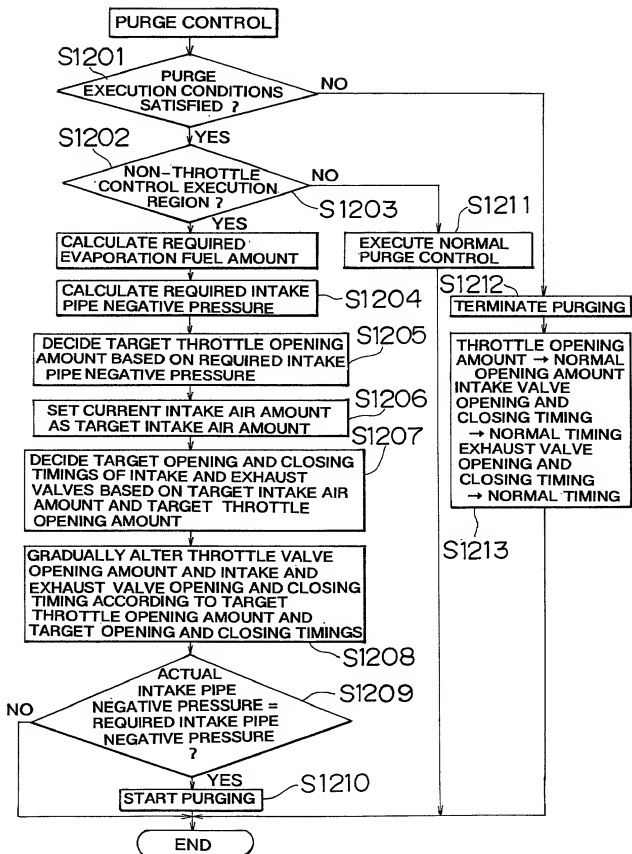 PURGE CONTROL
S1201
PURGE
EXECUTION CONDITIONS
SATISFIED ?
NO
YES
S1202
NON-THROTTLE
CONTROL EXECUTION
REGION ?
NO
YES
S1203
CALCULATE REQUIRED
EVAPORATION FUEL AMOUNT
S1211
EXECUTE NORMAL
PURGE CONTROL
CALCULATE REQUIRED INTAKE
PIPE NEGATIVE PRESSURE
S1204
S1212
TERMINATE PURGING
DECIDE TARGET THROTTLE OPENING
AMOUNT BASED ON REQUIRED INTAKE
PIPE NEGATIVE PRESSURE
S1205
THROTTLE OPENING
AMOUNT → NORMAL
OPENING AMOUNT
INTAKE VALVE
OPENING AND
CLOSING TIMING
→ NORMAL TIMING
EXHAUST VALVE
OPENING AND
CLOSING TIMING
→ NORMAL TIMING
S1213
SET CURRENT INTAKE AIR AMOUNT
AS TARGET INTAKE AIR AMOUNT
S1206
S1207
DECIDE TARGET OPENING AND CLOSING
TIMINGS OF INTAKE AND EXHAUST
VALVES BASED ON TARGET INTAKE AIR
AMOUNT AND TARGET THROTTLE
OPENING AMOUNT
GRADUALLY ALTER THROTTLE VALVE
OPENING AMOUNT AND INTAKE AND
EXHAUST VALVE OPENING AND CLOSING
TIMING ACCORDING TO TARGET
THROTTLE OPENING AMOUNT AND
TARGET OPENING AND CLOSING TIMINGS
S1208
ACTUAL
INTAKE PIPE
NEGATIVE PRESSURE =
REQUIRED INTAKE PIPE
NEGATIVE PRESSURE
?
S1209
NO
YES
S1210
START PURGING
END